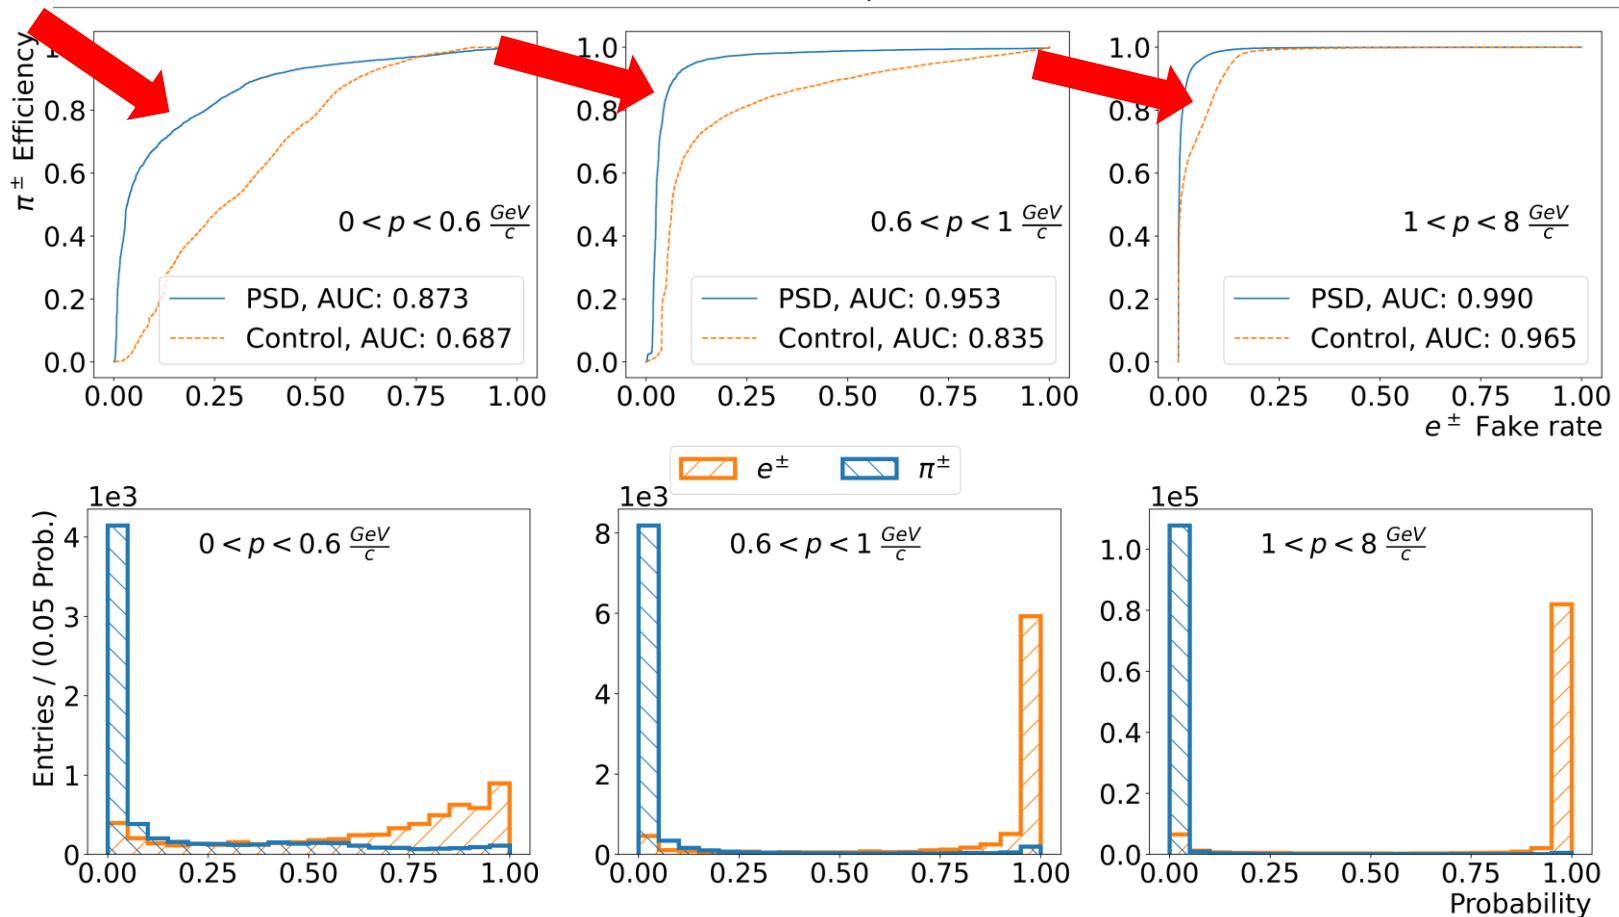 π± Efficiency
1.0
0.8
0.6
0.4
0.2
0.0
0 < p < 0.6 GeV/c
PSD, AUC: 0.873
Control, AUC: 0.687
0.00 0.25 0.50 0.75 1.00
1.0
0.8
0.6
0.4
0.2
0.0
0.6 < p < 1 GeV/c
PSD, AUC: 0.953
Control, AUC: 0.835
0.00 0.25 0.50 0.75 1.00
1.0
0.8
0.6
0.4
0.2
0.0
1 < p < 8 GeV/c
PSD, AUC: 0.990
Control, AUC: 0.965
0.00 0.25 0.50 0.75 1.00
e± Fake rate
e± π±
Entries / (0.05 Prob.)
1e3
4
3
2
1
0
0 < p < 0.6 GeV/c
0.00 0.25 0.50 0.75 1.00
1e3
8
6
4
2
0
0.6 < p < 1 GeV/c
0.00 0.25 0.50 0.75 1.00
1e5
1.0
0.8
0.6
0.4
0.2
0.0
1 < p < 8 GeV/c
0.00 0.25 0.50 0.75 1.00
Probability